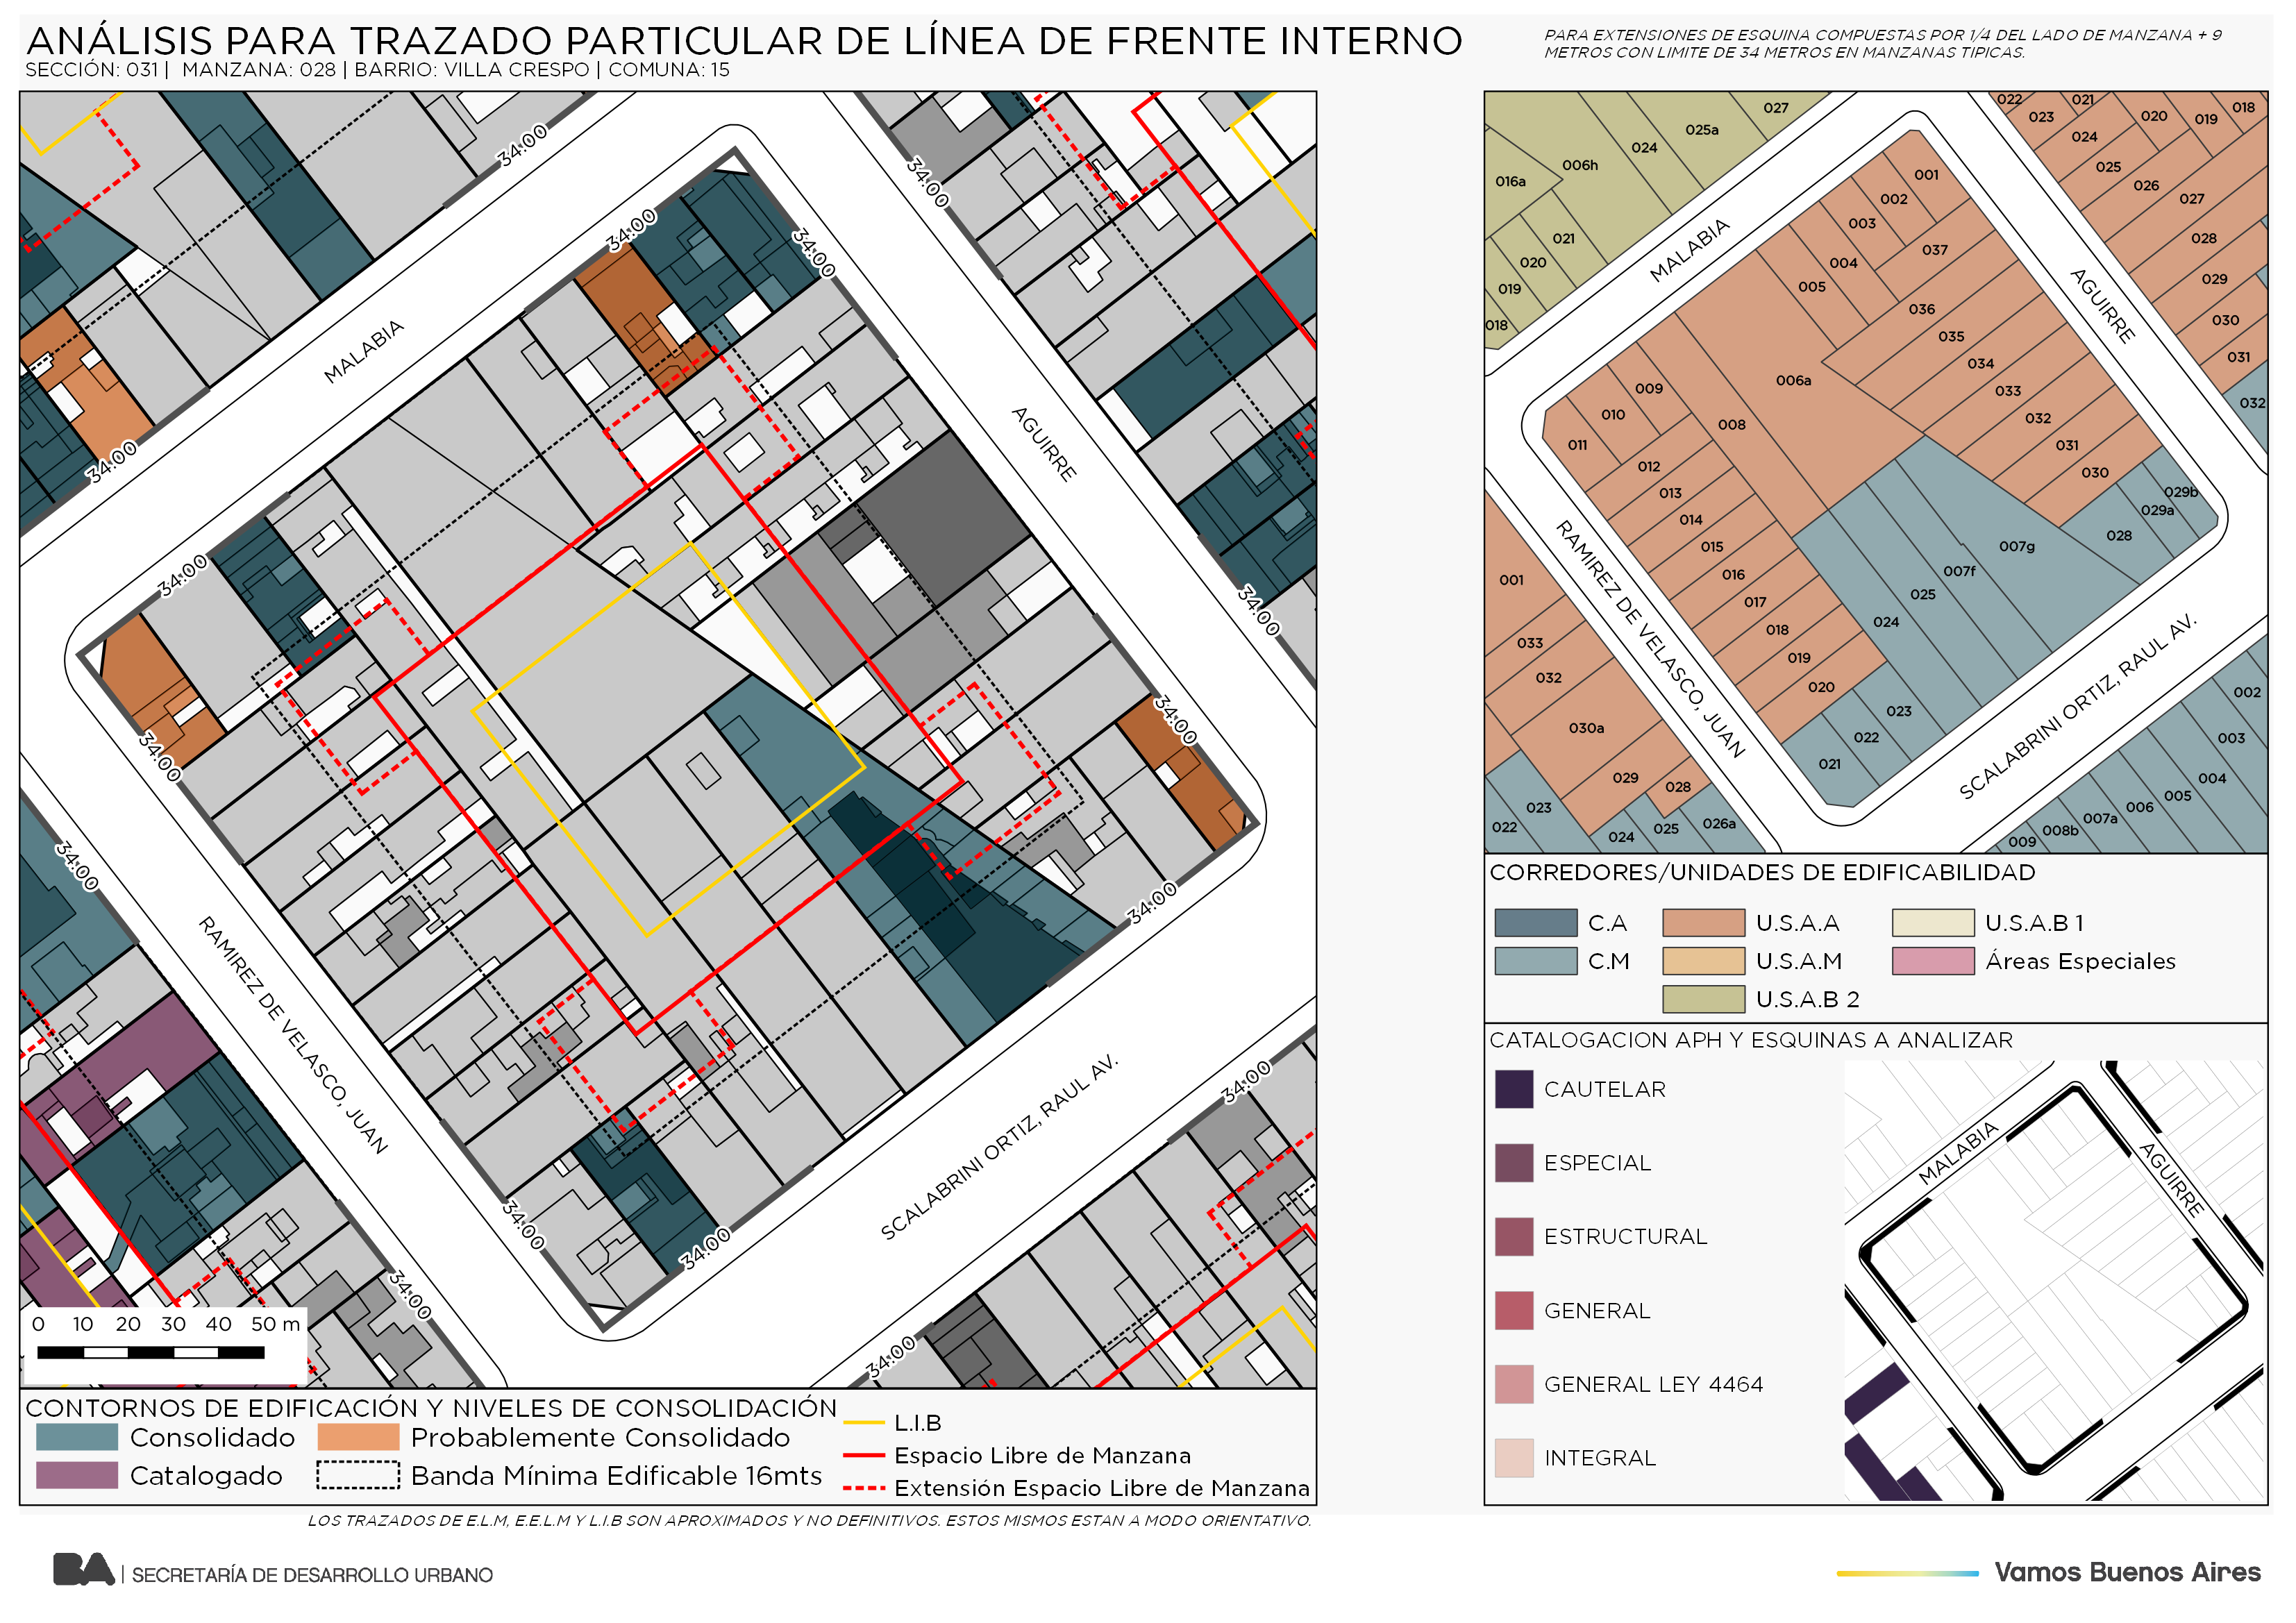 ANÁLISIS PARA TRAZADO PARTICULAR DE LÍNEA DE FRENTE INTERNO
SECCIÓN: 031 | MANZANA: 028 | BARRIO: VILLA CRESPO | COMUNA: 15
PARA EXTENSIONES DE ESQUINA COMPUESTAS POR 1/4 DEL LADO DE MANZANA + 9
METROS CON LIMITE DE 34 METROS EN MANZANAS TIPICAS.
34.00
34.00
34.00
34.00
MALABIA
AGUIRRE
34.00
34.00
34.00
34.00
34.00
34.00
RAMIREZ DE VELASCO, JUAN
34.00
SCALABRINI ORTIZ, RAUL AV.
34.00
34.00
34.00
34.00
34.00
0 10 20 30 40 50 m
CONTORNOS DE EDIFICACIÓN Y NIVELES DE CONSOLIDACIÓN
Consolidado
Probablemente Consolidado
Catalogado
Banda Mínima Edificable 16mts
L.I.B
Espacio Libre de Manzana
Extensión Espacio Libre de Manzana
LOS TRAZADOS DE E.L.M, E.E.L.M Y L.I.B SON APROXIMADOS Y NO DEFINITIVOS. ESTOS MISMOS ESTAN A MODO ORIENTATIVO.
027
025a
024
006h
016a
021
020
019
018
022
021
023
020
019
018
024
025
026
027
028
029
030
031
032
MALABIA
AGUIRRE
001
002
003
037
004
005
036
035
034
006a
033
032
031
030
009
010
008
011
012
013
014
015
016
017
018
019
020
029b
029a
028
007g
007f
025
024
023
022
021
RAMIREZ DE VELASCO, JUAN
SCALABRINI ORTIZ, RAUL AV.
001
033
032
030a
029
028
023
022
024
025
026a
002
003
004
005
006
007a
008b
009
CORREDORES/UNIDADES DE EDIFICABILIDAD
C.A
U.S.A.A
U.S.A.B 1
C.M
U.S.A.M
Áreas Especiales
U.S.A.B 2
CATALOGACION APH Y ESQUINAS A ANALIZAR
CAUTELAR
ESPECIAL
ESTRUCTURAL
GENERAL
GENERAL LEY 4464
INTEGRAL
MALABIA
AGUIRRE
BA | SECRETARÍA DE DESARROLLO URBANO
Vamos Buenos Aires